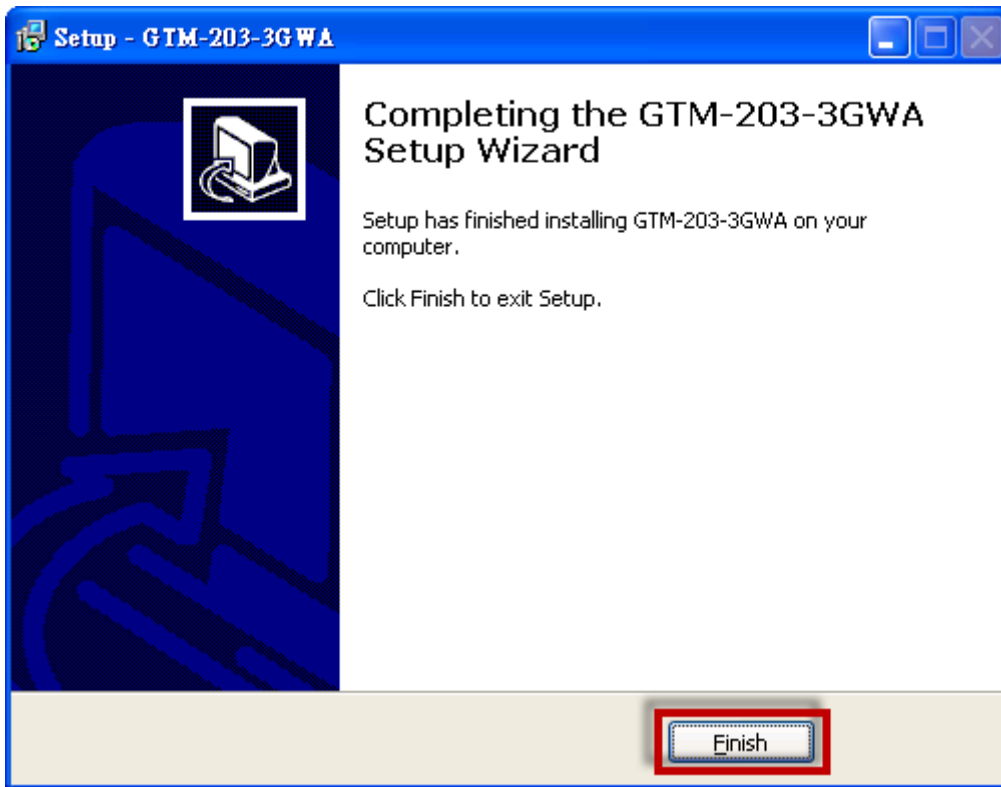 Setup - GTM-203-3GWA
Completing the GTM-203-3GWA
Setup Wizard
Setup has finished installing GTM-203-3GWA on your
computer.
Click Finish to exit Setup.
Finish